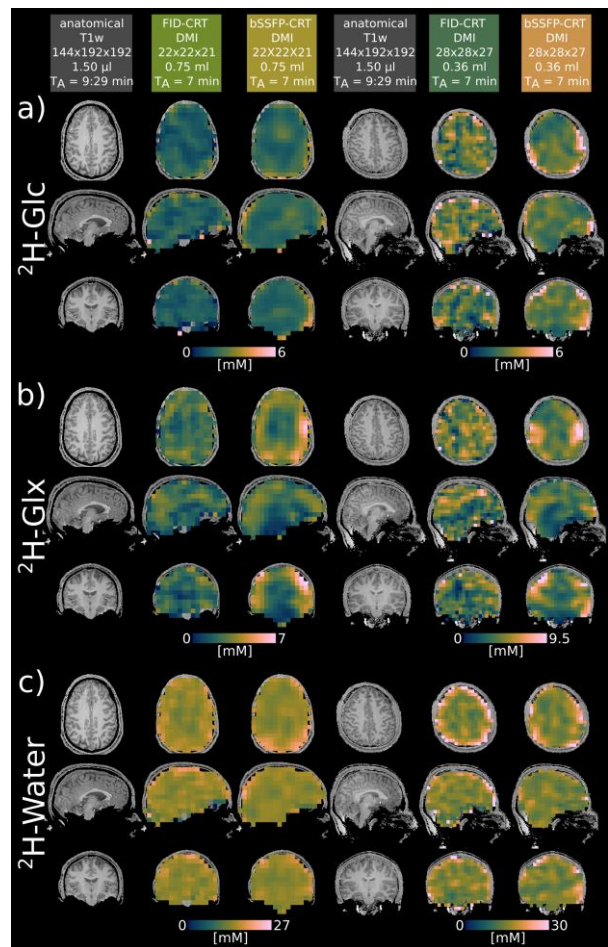 anatomical
T1w
144x192x192
1.50 µl
TA = 9:29 min
FID-CRT
DMI
22x22x21
0.75 ml
TA = 7 min
bSSFP-CRT
DMI
22X22X21
0.75 ml
TA = 7 min
anatomical
T1w
144x192x192
1.50 µl
TA = 9:29 min
FID-CRT
DMI
28x28x27
0.36 ml
TA = 7 min
bSSFP-CRT
DMI
28x28x27
0.36 ml
TA = 7 min
a)
²H-Glc
0 6
[mM]
0 6
[mM]
b)
²H-Glx
0 7
[mM]
0 9.5
[mM]
c)
²H-Water
0 27
[mM]
0 30
[mM]